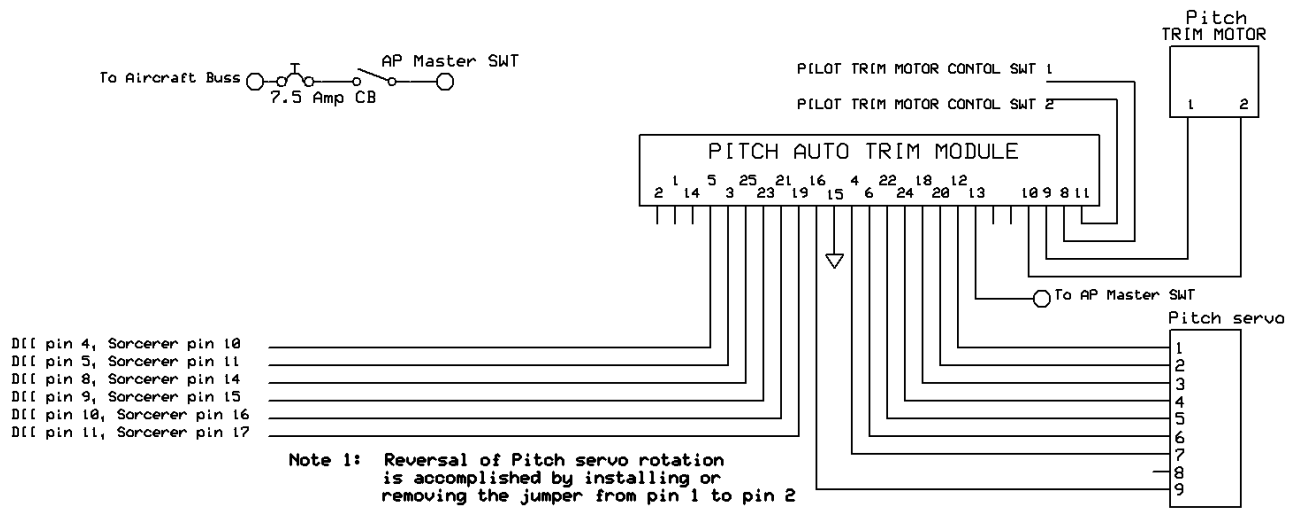 Pitch
TRIM MOTOR
1 2
To Aircraft Buss
7.5 Amp CB
AP Master SWT
PILOT TRIM MOTOR CONTOL SWT 1
PILOT TRIM MOTOR CONTOL SWT 2
PITCH AUTO TRIM MODULE
1 5 25 21 16 4 22 18 12
2 14 3 23 19 15 6 24 20 13 10 9 8 11
To AP Master SWT
Pitch servo
1
2
3
4
5
6
7
8
9
DII pin 4, Sorcerer pin 10
DII pin 5, Sorcerer pin 11
DII pin 8, Sorcerer pin 14
DII pin 9, Sorcerer pin 15
DII pin 10, Sorcerer pin 16
DII pin 11, Sorcerer pin 17
Note 1: Reversal of Pitch servo rotation
is accomplished by installing or
removing the jumper from pin 1 to pin 2